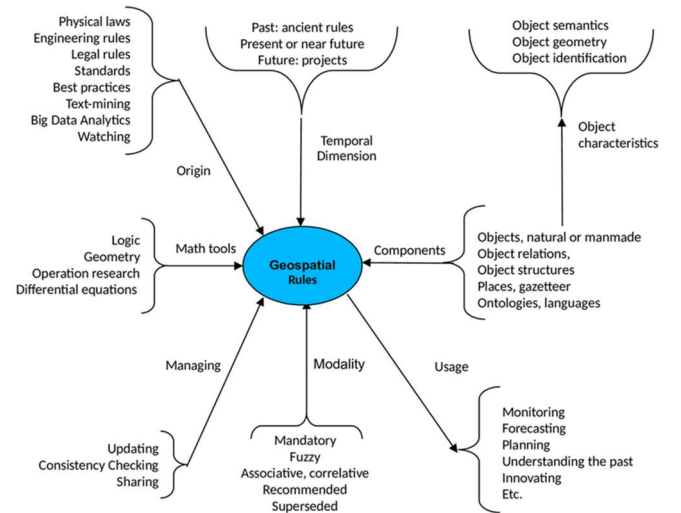 Physical laws
Engineering rules
Legal rules
Standards
Best practices
Text-mining
Big Data Analytics
Watching
Origin
Past: ancient rules
Present or near future
Future: projects
Temporal
Dimension
Object semantics
Object geometry
Object identification
Object
characteristics
Logic
Geometry
Operation research
Differential equations
Math tools
Geospatial
Rules
Components
Objects, natural or manmade
Object relations,
Object structures
Places, gazetteer
Ontologies, languages
Managing
Updating
Consistency Checking
Sharing
Modality
Mandatory
Fuzzy
Associative, correlative
Recommended
Superseded
Usage
Monitoring
Forecasting
Planning
Understanding the past
Innovating
Etc.